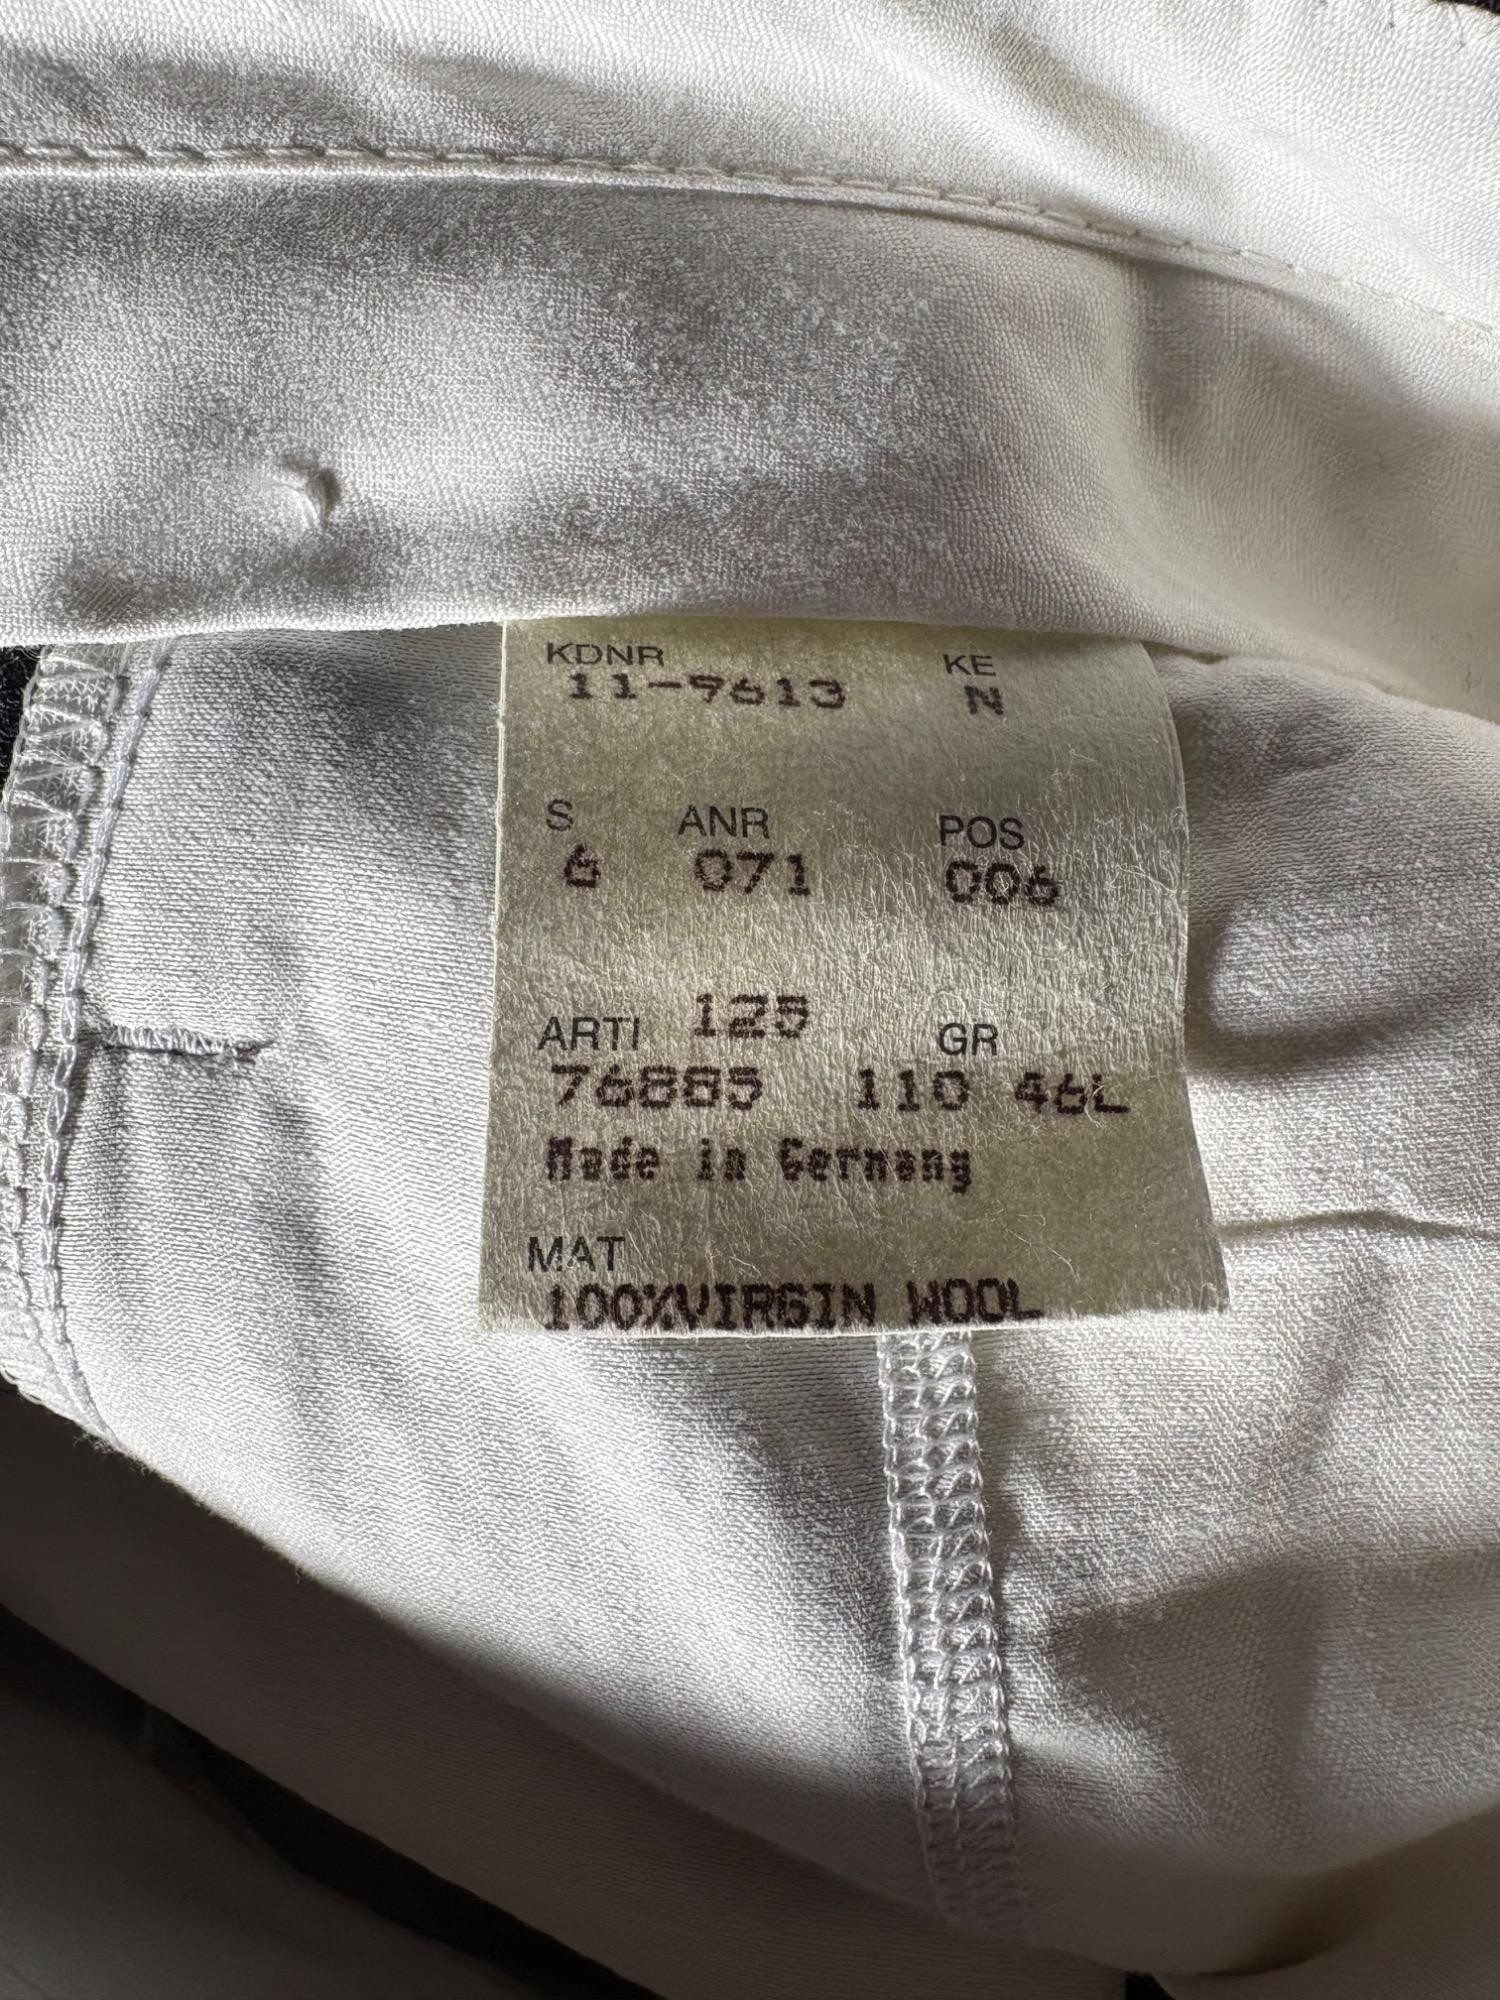 KDNR KE
11-9613 N
S ANR POS
6 071 006
ARTI 125 GR
76885 110 46L
Made in Germany
MAT
100%VIRGIN WOOL